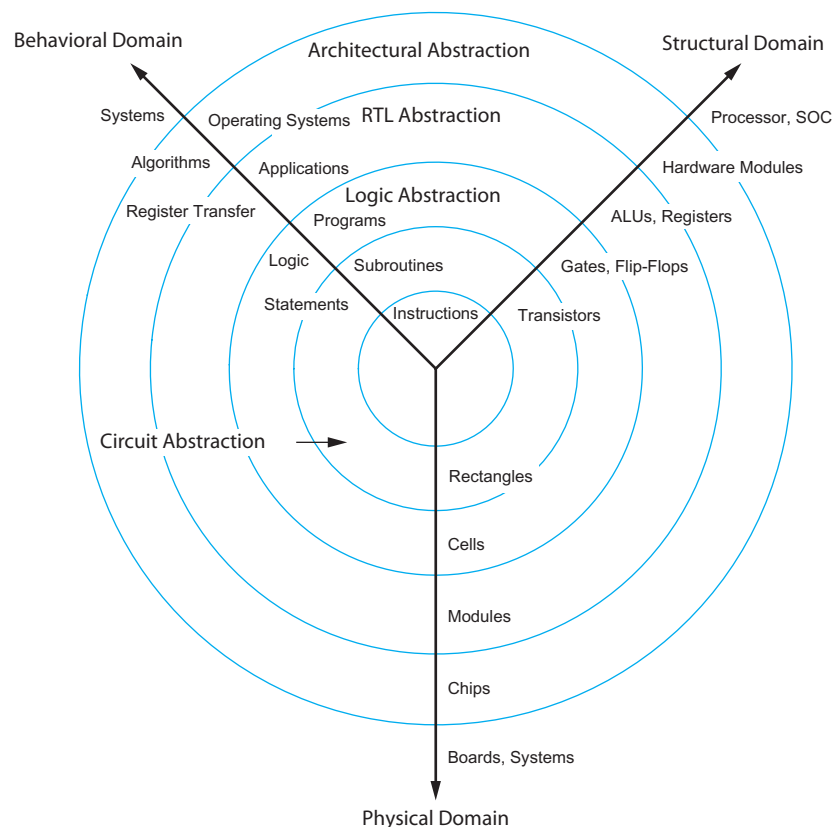 Behavioral Domain
Structural Domain
Architectural Abstraction
Systems
Operating Systems
RTL Abstraction
Processor, SOC
Algorithms
Applications
Hardware Modules
Logic Abstraction
Register Transfer
Programs
ALUs, Registers
Logic
Subroutines
Gates, Flip-Flops
Statements
Instructions
Transistors
Circuit Abstraction
Rectangles
Cells
Modules
Chips
Boards, Systems
Physical Domain